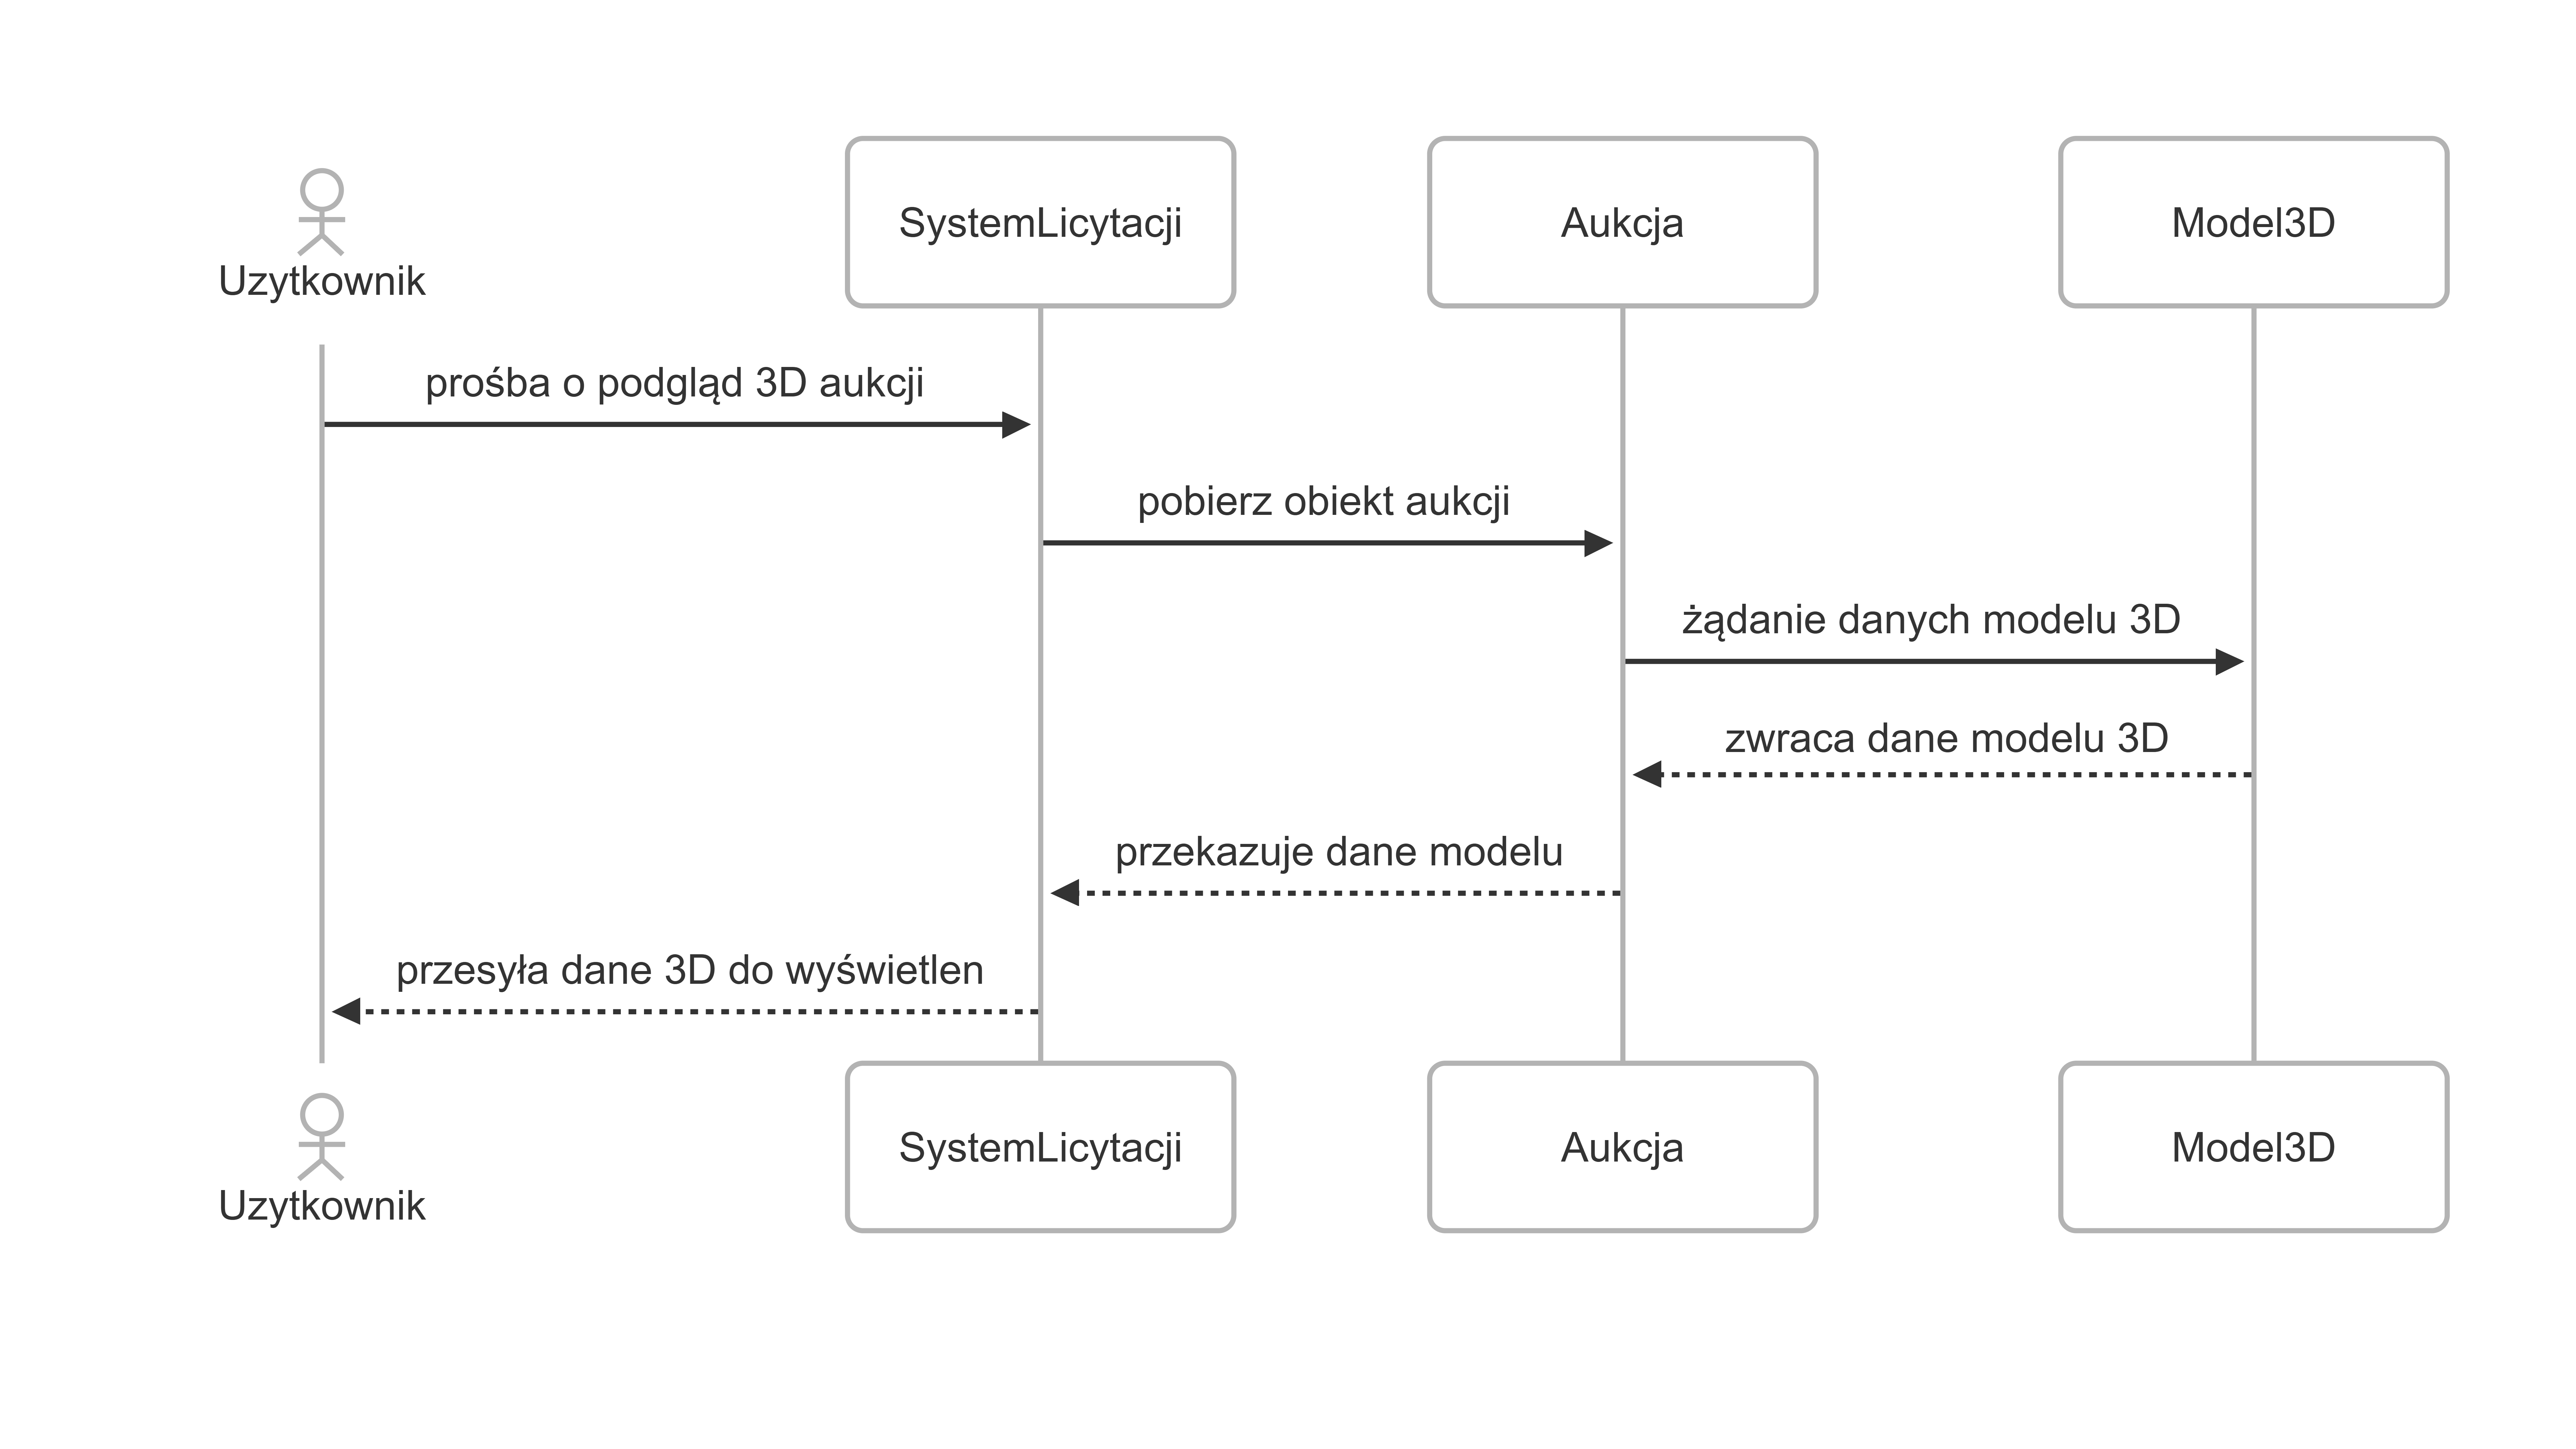 Uzytkownik
SystemLicytacji
Aukcja
Model3D
prośba o podgląd 3D aukcji
pobierz obiekt aukcji
żądanie danych modelu 3D
zwraca dane modelu 3D
przekazuje dane modelu
przesyła dane 3D do wyświetlen
Uzytkownik
SystemLicytacji
Aukcja
Model3D